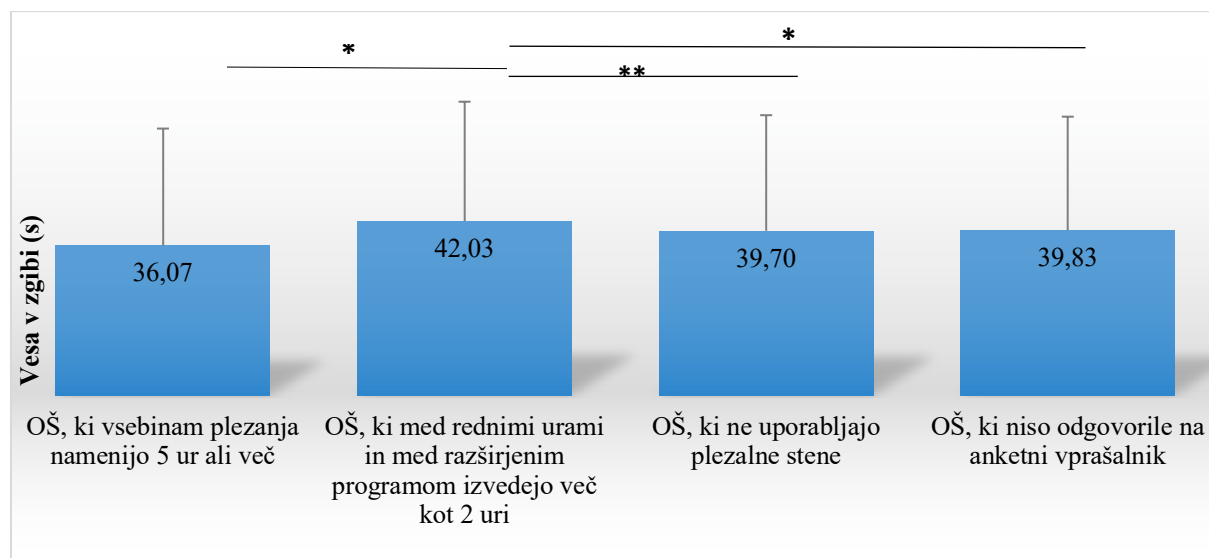 *
*
**
Vesa v zgibi (s)
36,07
42,03
39,70
39,83
OŠ, ki vsebinam plezanja
namenijo 5 ur ali več
OŠ, ki med rednimi urami
in med razširjenim
programom izvedejo več
kot 2 uri
OŠ, ki ne uporabljajo
plezalne stene
OŠ, ki niso odgovorile na
anketni vprašalnik